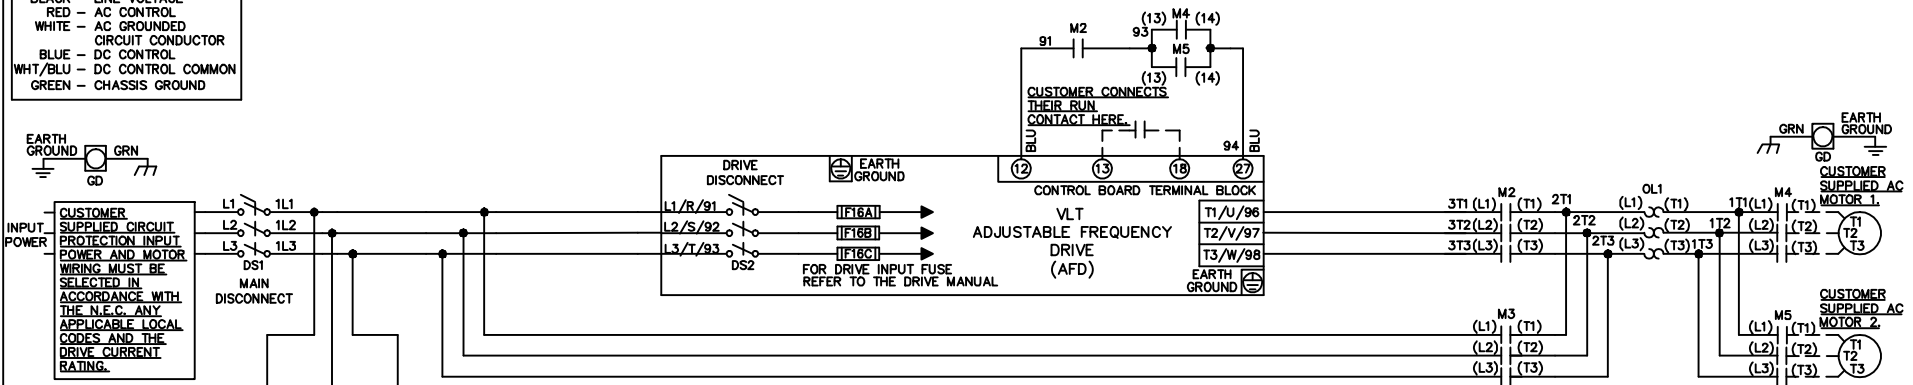 BLACK – LINE VOLTAGE
RED – AC CONTROL
WHITE – AC GROUNDED
CIRCUIT CONDUCTOR
BLUE – DC CONTROL
WHT/BLU – DC CONTROL COMMON
GREEN – CHASSIS GROUND
EARTH
GROUND
GRN
GD
INPUT
POWER
CUSTOMER
SUPPLIED CIRCUIT
PROTECTION INPUT
POWER AND MOTOR
WIRING MUST BE
SELECTED IN
ACCORDANCE WITH
THE N.E.C. ANY
APPLICABLE LOCAL
CODES AND THE
DRIVE CURRENT
RATING.
L1 1L1
L2 1L2
L3 1L3
DS1
MAIN
DISCONNECT
91
M2
93
(13) M4 (14)
M5
(13) (14)
CUSTOMER CONNECTS
THEIR RUN
CONTACT HERE.
BLU
94
BLU
12
13
18
27
CONTROL BOARD TERMINAL BLOCK
DRIVE
DISCONNECT
EARTH
GROUND
L1/R/91
L2/S/92
L3/T/93
DS2
F16A
F16B
F16C
FOR DRIVE INPUT FUSE
REFER TO THE DRIVE MANUAL
VLT
ADJUSTABLE FREQUENCY
DRIVE
(AFD)
T1/U/96
T2/V/97
T3/W/98
EARTH
GROUND
M2
3T1 (L1) (T1) 2T1
3T2 (L2) (T2) 2T2
3T3 (L3) (T3) 2T3
M3
(L1) (T1)
(L2) (T2)
(L3) (T3)
OL1
(L1) (T1) 1T1
(L2) (T2) 1T2
(L3) (T3) 1T3
GRN
EARTH
GROUND
GD
CUSTOMER
SUPPLIED AC
MOTOR 1.
M4
(L1) (T1)
(L2) (T2)
(L3) (T3)
T1
T2
T3
CUSTOMER
SUPPLIED AC
MOTOR 2.
M5
(L1) (T1)
(L2) (T2)
(L3) (T3)
T1
T2
T3